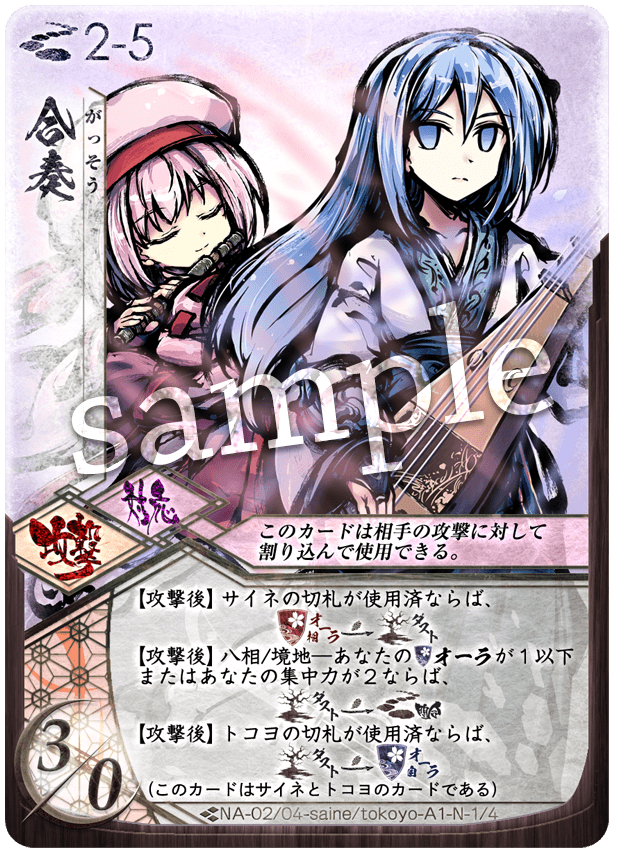 2-5
合奏
がっそう
sample
攻撃
対応
このカードは相手の攻撃に対して
割り込んで使用できる。
【攻撃後】サイネの切札が使用済ならば、
相オーラ→ダスト
【攻撃後】八相/境地―あなたのオーラが1以下
またはあなたの集中力が2ならば、
ダスト→間合
【攻撃後】トコヨの切札が使用済ならば、
ダスト→自オーラ
(このカードはサイネとトコヨのカードである)
3/0
NA-02/04-saine/tokoyo-A1-N-1/4